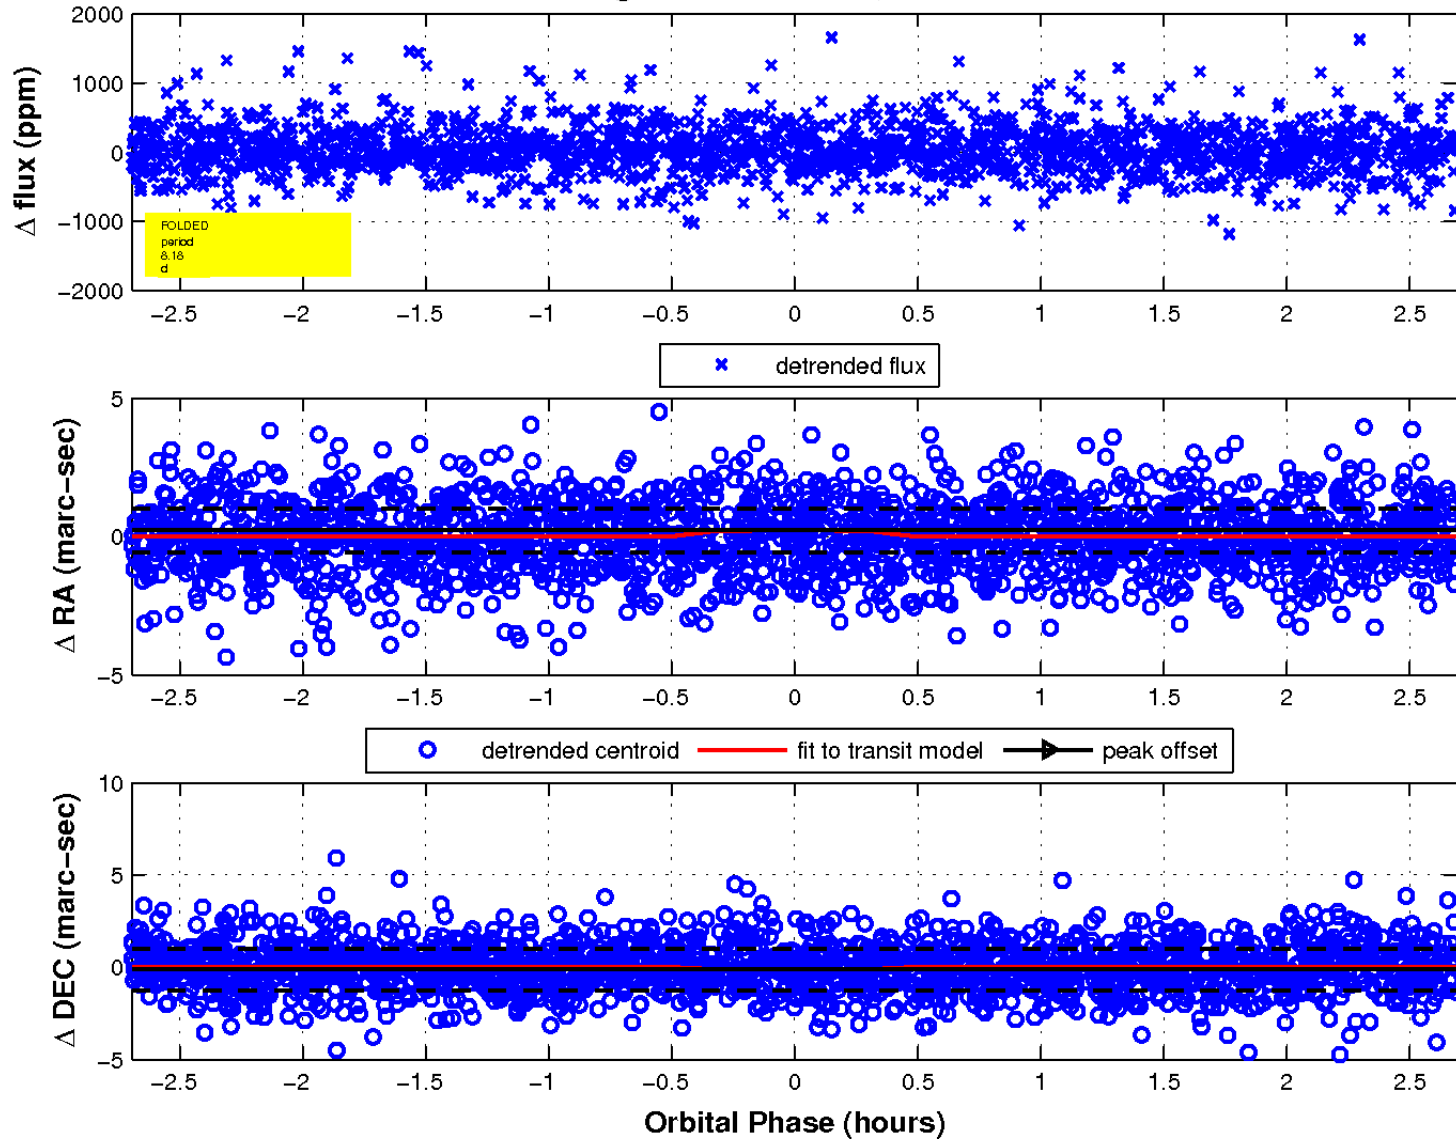 2000
1000
0
−1000
−2000
Δ flux (ppm)
FOLDED
period
8.18
d
−2.5 −2 −1.5 −1 −0.5 0 0.5 1 1.5 2 2.5
detrended flux
5
0
−5
Δ RA (marc−sec)
−2.5 −2 −1.5 −1 −0.5 0 0.5 1 1.5 2 2.5
detrended centroid fit to transit model peak offset
10
5
0
−5
Δ DEC (marc−sec)
−2.5 −2 −1.5 −1 −0.5 0 0.5 1 1.5 2 2.5
Orbital Phase (hours)